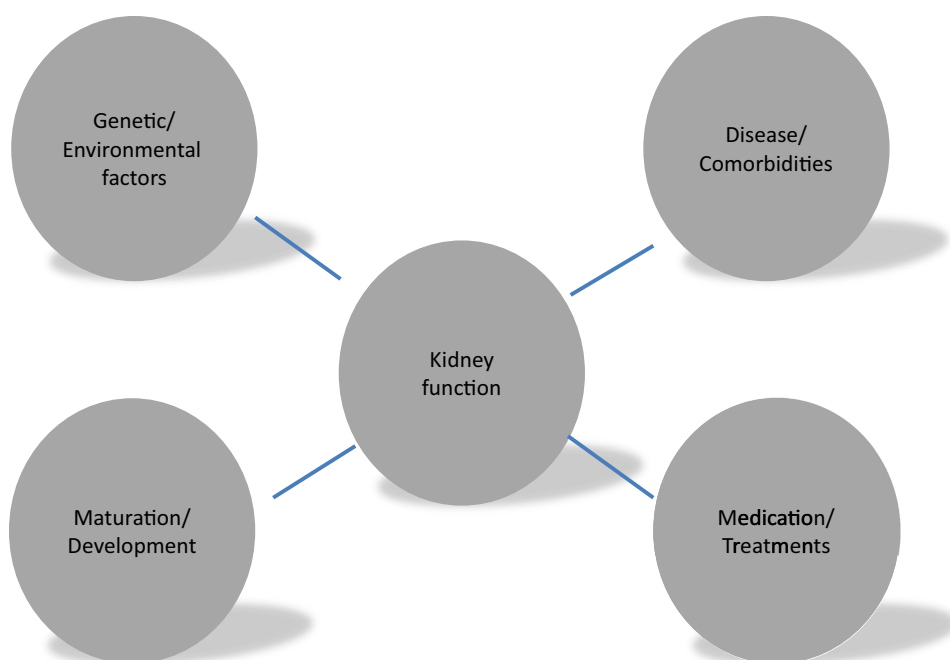 Genetic/
Environmental
factors
Disease/
Comorbidities
Kidney
function
Maturation/
Development
Medication/
Treatments